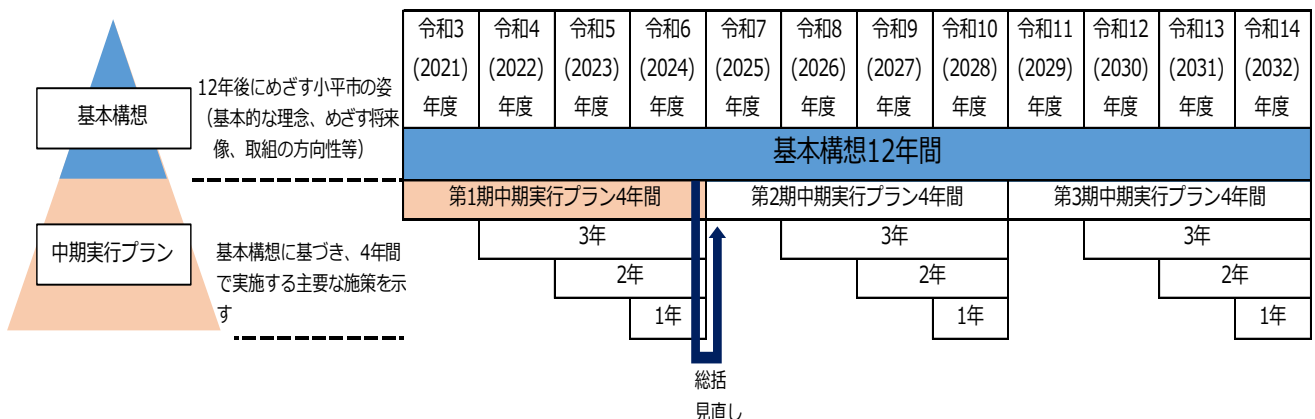 基本構想
12年後にめざす小平市の姿
（基本的な理念、めざす将来
像、取組の方向性等）
中期実行プラン
基本構想に基づき、4年間
で実施する主要な施策を示
す
令和3 令和4 令和5 令和6 令和7 令和8 令和9 令和10 令和11 令和12 令和13 令和14
(2021) (2022) (2023) (2024) (2025) (2026) (2027) (2028) (2029) (2030) (2031) (2032)
年度 年度 年度 年度 年度 年度 年度 年度 年度 年度 年度 年度
基本構想12年間
第1期中期実行プラン4年間 第2期中期実行プラン4年間 第3期中期実行プラン4年間
3年 3年 3年
2年 2年 2年
1年 1年 1年
総括
見直し